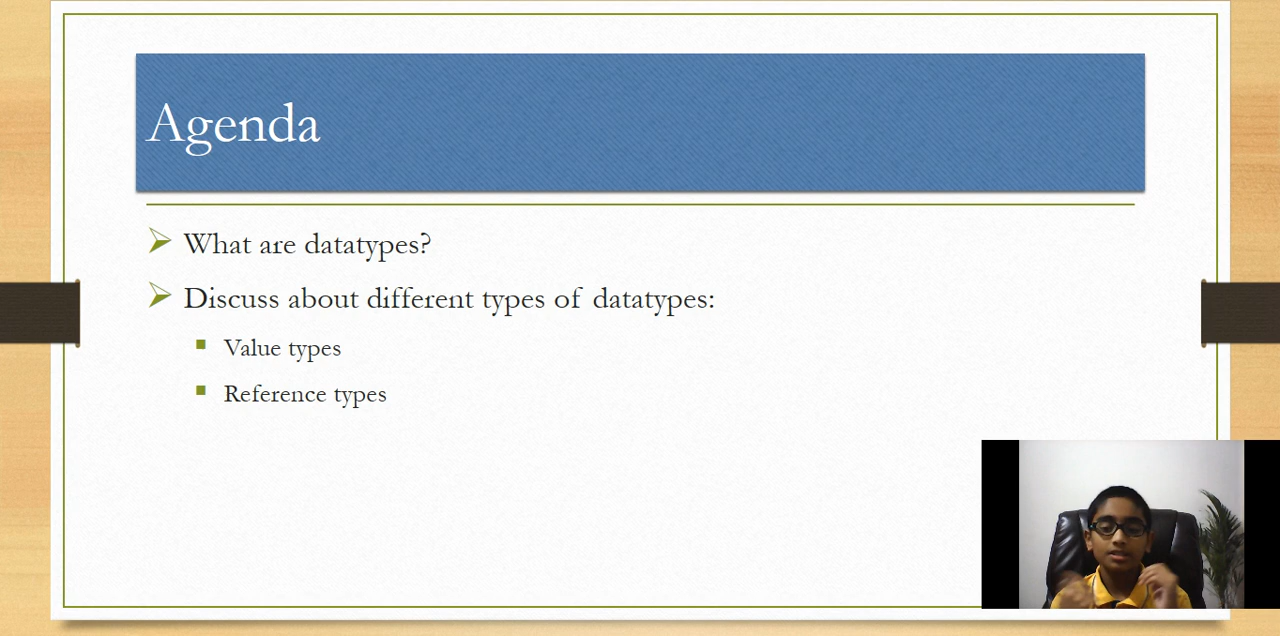 Agenda
What are datatypes?
Discuss about different types of datatypes:
Value types
Reference types